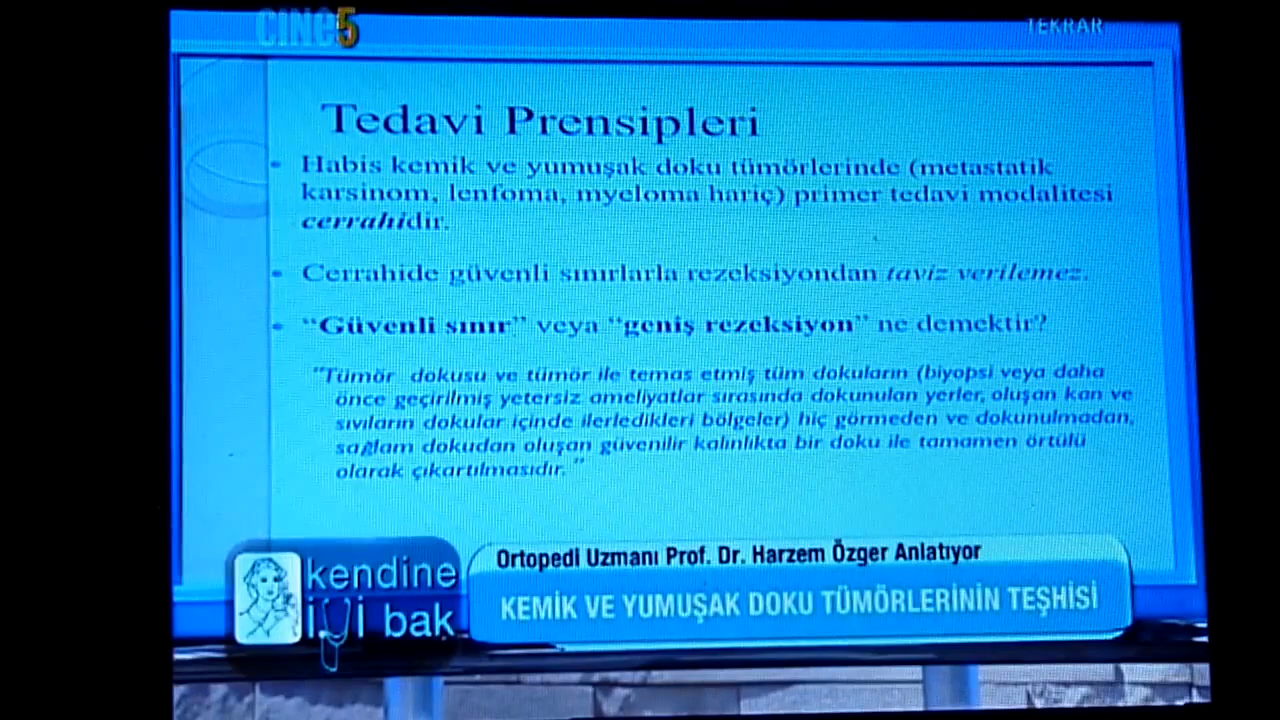 CINE5
TEKRAR
Tedavi Prensipleri
• Habis kemik ve yumuşak doku tümörlerinde (metastatik
karsinom, lenfoma, myeloma hariç) primer tedavi modalitesi
cerrahidir.
• Cerrahide güvenli sınırlarla rezeksiyondan taviz verilemez.
• “Güvenli sınır” veya “geniş rezeksiyon” ne demektir?
“Tümör dokusu ve tümör ile temas etmiş tüm dokuların (biyopsi veya daha
önce geçirilmiş yetersiz ameliyatlar sırasında dokunulan yerler, oluşan kan ve
sıvıların dokular içinde ilerledikleri bölgeler) hiç görmeden ve dokunulmadan,
sağlam dokudan oluşan güvenilir kalınlıkta bir doku ile tamamen örtülü
olarak çıkartılmasıdır.”
kendine
iyi bak
Ortopedi Uzmanı Prof. Dr. Harzem Özger Anlatıyor
KEMİK VE YUMUŞAK DOKU TÜMÖRLERİNİN TEŞHİSİ